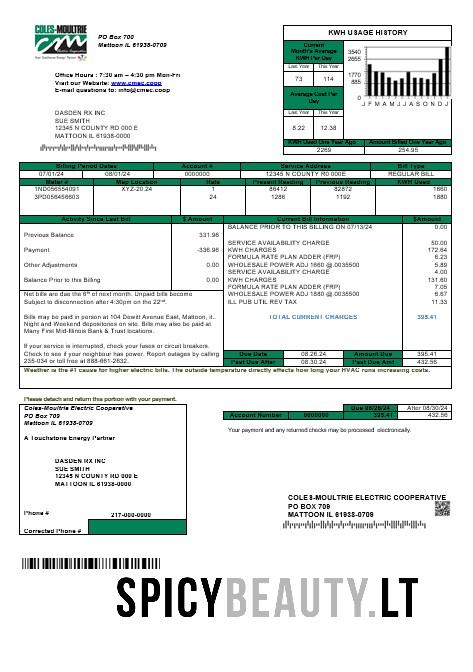 COLES-MOULTRIE
cm
PO Box 700
Mattoon IL 61938-0709
Office Hours : 7:30 am – 4:30 pm Mon-Fri
Visit our Website: www.cmec.coop
E-mail questions to: info@cmec.coop
DASDEN RX INC
SUE SMITH
12345 N COUNTY RD 000 E
MATTOON IL 61938-0709
KWH USAGE HISTORY
Current
Month's Average
KWH Per Day
Last Year This Year
73 114
Average Cost Per
Day
Last Year This Year
8.22 12.38
3540
2655
1770
885
0
J F M A M J J A S O N D J
KWH Used One Year Ago Amount Billed One Year Ago
2269 254.95
Billing Period Dates Account # Service Address Bill Type
07/01/24 08/01/24 0000000 12345 N COUNTY RD 000E REGULAR BILL
Meter # Map Location Rate Present Reading Previous Reading KWH Used
1ND056554091 XYZ-20.24 1 86412 82872 1660
3PD056456603 24 1286 1192 1880
Activity Since Last Bill $ Amount Current Bill Information $Amount
BALANCE PRIOR TO THIS BILLING ON 07/13/24 0.00
Previous Balance 331.98
SERVICE AVAILABILITY CHARGE 50.00
Payment -336.98 KWH CHARGES 172.64
FORMULA RATE PLAN ADDER (FRP) 6.23
Other Adjustments 0.00 WHOLESALE POWER ADJ 1660 @.0035500 5.89
SERVICE AVAILABILITY CHARGE 4.00
Balance Prior to this Billing 0.00 KWH CHARGES 131.60
FORMULA RATE PLAN ADDER (FRP) 7.05
Net bills are due the 6th of next month. Unpaid bills become WHOLESALE POWER ADJ 1880 @.0035500 6.67
Subject to disconnection after 4:30pm on the 22nd. ILL PUB UTIL REV TAX 11.33
Bills may be paid in person at 104 Dewitt Avenue East, Mattoon, IL. TOTAL CURRENT CHARGES 395.41
Night and Weekend depositories on site. Bills may also be paid at
Many First Mid-Illinois Bank & Trust locations.
If your service is interrupted, check your fuses or circuit breakers.
Check to see if your neighbour has power. Report outages by calling
235-034 or toll free at 888-661-2632.
Due Date 08.26.24 Amount Due 395.41
Past Due After 08.30.24 Past Due Amt 432.56
Weather is the #1 cause for higher electric bills. The outside temperature directly effects how long your HVAC runs increasing costs.
Please detach and return this portion with your payment.
Coles-Moultrie Electric Cooperative
PO Box 709
Mattoon IL 61938-0709
A Touchstone Energy Partner
DASDEN RX INC
SUE SMITH
12345 N COUNTY RD 000 E
MATTOON IL 61938-0709
Phone # 217-000-0000
Corrected Phone #
Due 08/26/24 After 08/30/24
Account Number 0000000 395.41 432.56
Your payment and any returned checks may be processed electronically.
COLES-MOULTRIE ELECTRIC COOPERATIVE
PO BOX 709
MATTOON IL 61938-0709
SPICYBEAUTY.LT